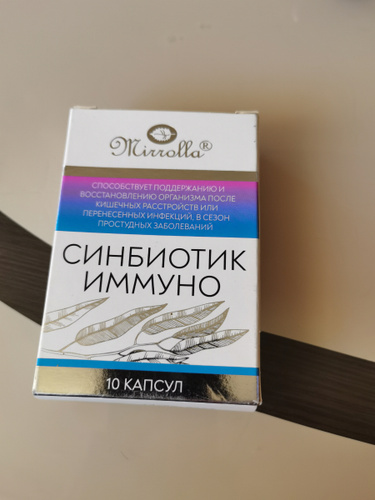 Mirrolla®
СПОСОБСТВУЕТ ПОДДЕРЖАНИЮ И
ВОССТАНОВЛЕНИЮ ОРГАНИЗМА ПОСЛЕ
КИШЕЧНЫХ РАССТРОЙСТВ ИЛИ
ПЕРЕНЕСЕННЫХ ИНФЕКЦИЙ, В СЕЗОН
ПРОСТУДНЫХ ЗАБОЛЕВАНИЙ
СИНБИОТИК
ИММУНО
10 КАПСУЛ